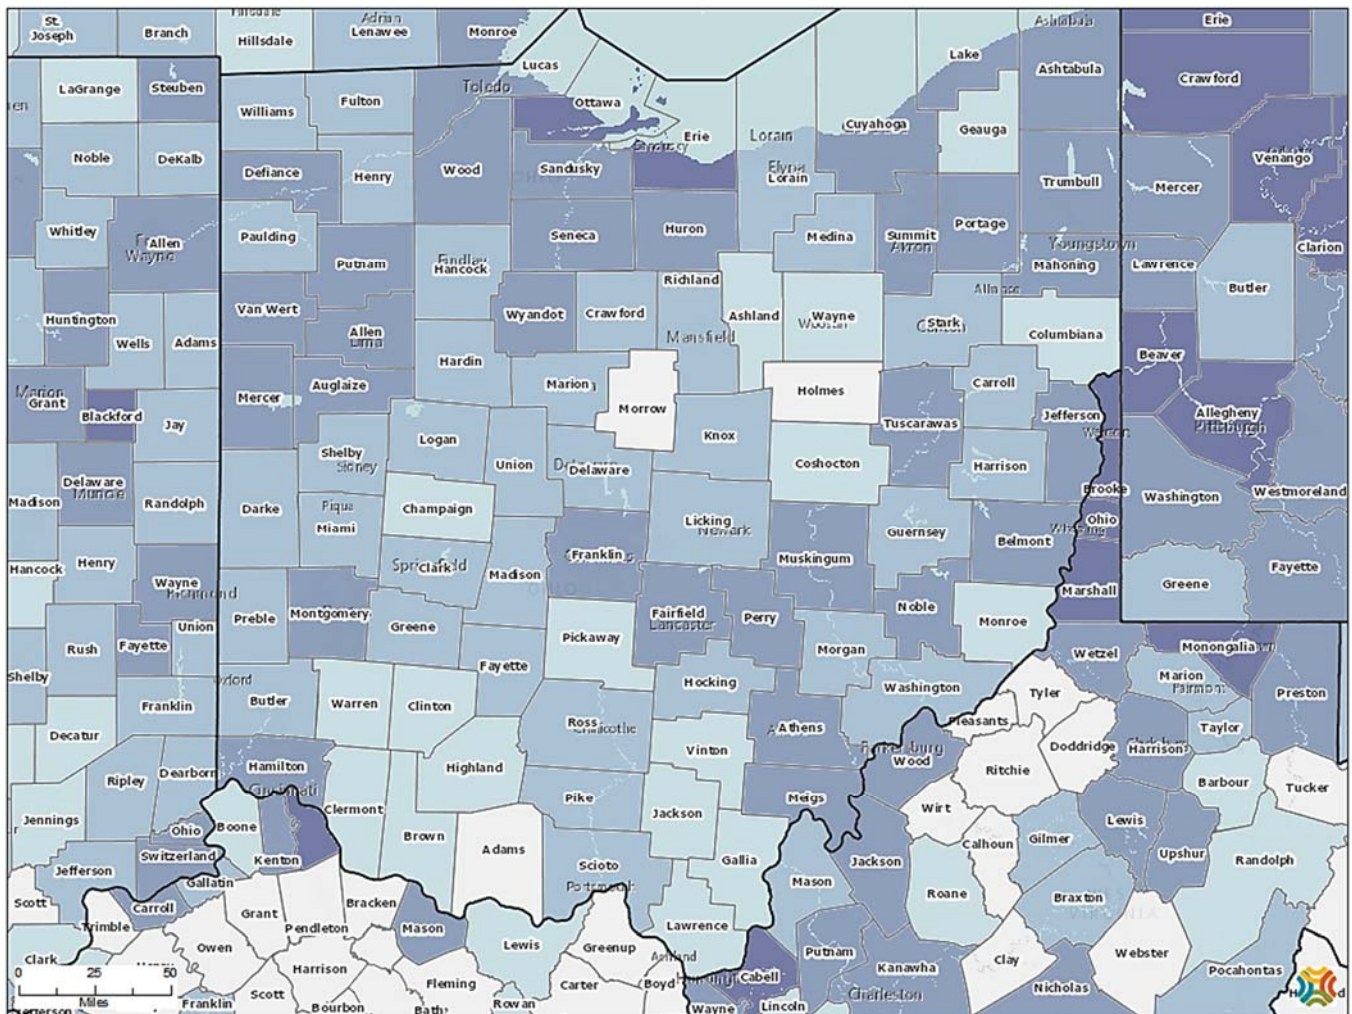 St.
Joseph
Branch
Hillsdale
Adrian
Lenawee
Monroe
Lucas
Lake
Ashtabula
Ashtabula
Erie
Crawford
LaGrange
Steuben
Toledo
Williams
Fulton
Ottawa
Erie
Lorain
Cuyahoga
Geauga
Venango
Noble
DeKalb
Defiance
Henry
Wood
Sandusky
Sandusky
Elyria
Lorain
Trumbull
Mercer
Whitley
Allen
Wayne
Paulding
Putnam
Findlay
Hancock
Seneca
Huron
Medina
Summit
Akron
Portage
Youngstown
Mahoning
Lawrence
Clarion
Butler
Huntington
Wells
Adams
Van Wert
Allen
Lima
Wyandot
Crawford
Richland
Mansfield
Ashland
Wayne
Stark
Columbiana
Beaver
Marion
Grant
Blackford
Jay
Mercer
Auglaize
Hardin
Marion
Morrow
Holmes
Carroll
Tuscarawas
Jefferson
Allegheny
Pittsburgh
Delaware
Muncie
Madison
Randolph
Darke
Shelby
Sidney
Piqua
Miami
Logan
Champaign
Union
Delaware
Knox
Licking
Newark
Coshocton
Harrison
Brooke
Ohio
Washington
Westmoreland
Hancock
Henry
Wayne
Richmond
Springfield
Clark
Madison
Franklin
Muskingum
Guernsey
Belmont
Marshall
Greene
Fayette
Rush
Fayette
Union
Preble
Montgomery
Greene
Fayette
Pickaway
Fairfield
Lancaster
Perry
Noble
Morgan
Monroe
Shelby
Franklin
Oxford
Butler
Warren
Clinton
Ross
Chillicothe
Hocking
Washington
Wetzel
Monongalia
Marion
Fairmont
Preston
Decatur
Ripley
Dearborn
Hamilton
Cincinnati
Highland
Vinton
Athens
Parkersburg
Wood
Tyler
Pleasants
Doddridge
Ritchie
Harrison
Taylor
Barbour
Tucker
Jennings
Ohio
Boone
Clermont
Brown
Adams
Pike
Jackson
Meigs
Wirt
Calhoun
Gilmer
Lewis
Upshur
Randolph
Jefferson
Switzerland
Kenton
Gallatin
Scioto
Portsmouth
Gallia
Mason
Jackson
Roane
Braxton
Scott
Trimble
Carroll
Grant
Pendleton
Bracken
Mason
Lewis
Greenup
Lawrence
Ashland
Putnam
Kanawha
Charleston
Clay
Webster
Clark
Owen
Harrison
Fleming
Carter
Boyd
Cabell
Pocahontas
0 25 50
Miles
Franklin
Scott
Bourbon
Bath
Rowan
Wayne
Lincoln
Nicholas